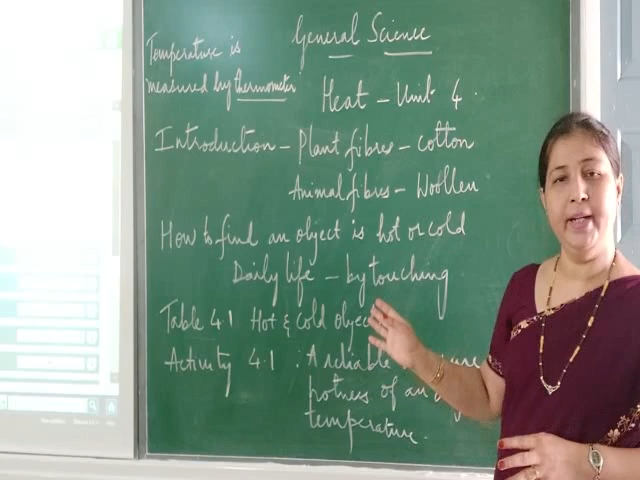 General Science
Temperature is
measured by thermometer
Heat - Unit 4
Introduction - Plant fibres - cotton
Animal fibres - Woollen
How to find an object is hot or cold
Daily life - by touching
Table 4.1 Hot & cold objec
Activity 4.1 : A reliable
hotness of an
temperature.